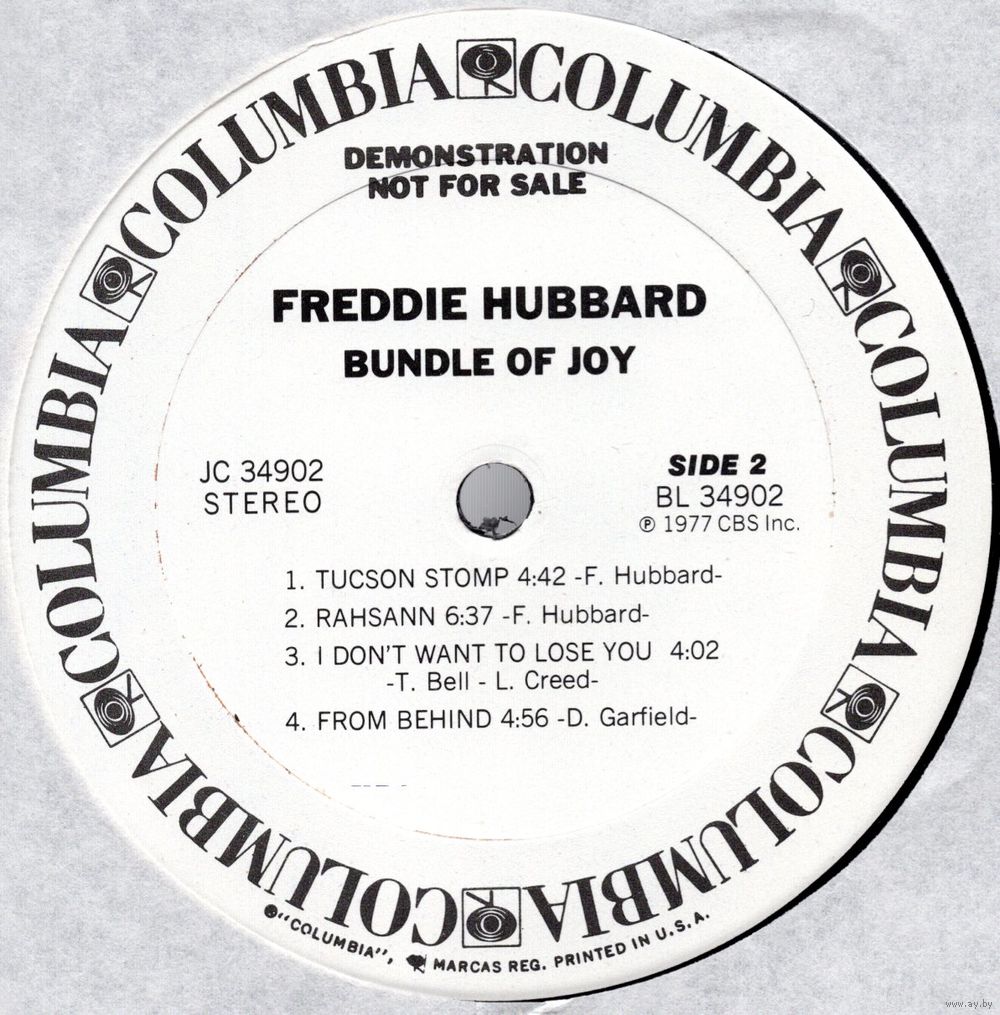 COLUMBIA COLUMBIA COLUMBIA COLUMBIA COLUMBIA COLUMBIA
DEMONSTRATION
NOT FOR SALE
FREDDIE HUBBARD
BUNDLE OF JOY
JC 34902
STEREO
SIDE 2
BL 34902
℗ 1977 CBS Inc.
1. TUCSON STOMP 4:42 -F. Hubbard-
2. RAHSANN 6:37 -F. Hubbard-
3. I DON'T WANT TO LOSE YOU 4:02
-T. Bell - L. Creed-
4. FROM BEHIND 4:56 -D. Garfield-
®"COLUMBIA", MARCAS REG. PRINTED IN U.S.A.
www.ay.by